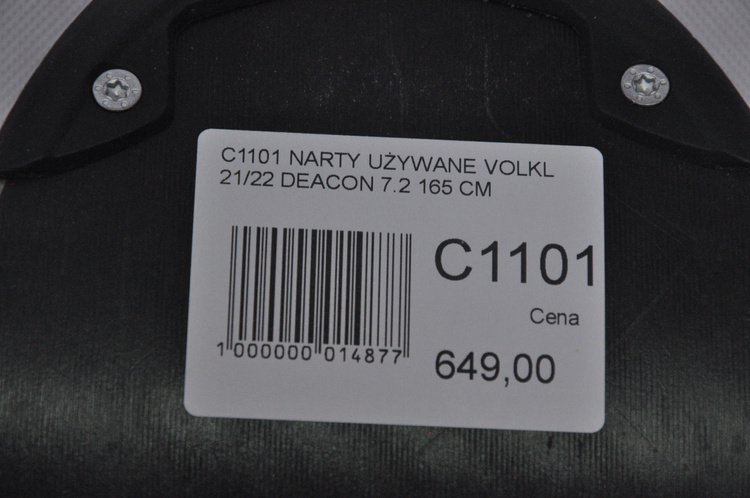 C1101 NARTY UŻYWANE VOLKL
21/22 DEACON 7.2 165 CM
C1101
Cena
649,00
1 000000 014877